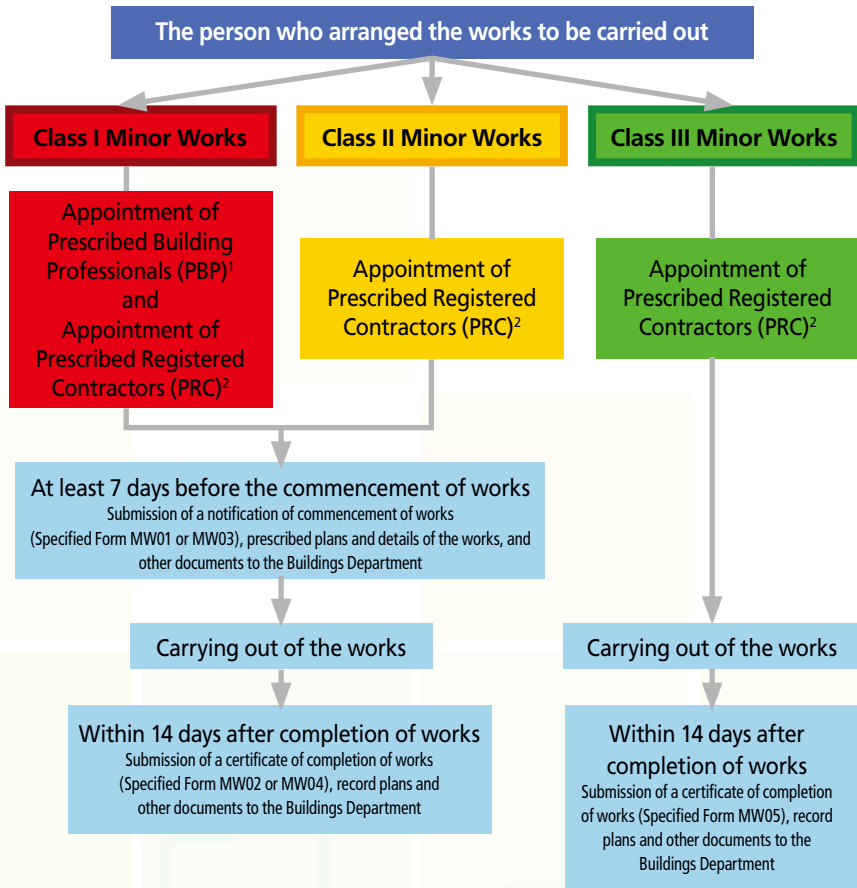 The person who arranged the works to be carried out
Class I Minor Works
Class II Minor Works
Class III Minor Works
Appointment of
Prescribed Building
Professionals (PBP)¹
and
Appointment of
Prescribed Registered
Contractors (PRC)²
Appointment of
Prescribed Registered
Contractors (PRC)²
Appointment of
Prescribed Registered
Contractors (PRC)²
At least 7 days before the commencement of works
Submission of a notification of commencement of works
(Specified Form MW01 or MW03), prescribed plans and details of the works, and
other documents to the Buildings Department
Carrying out of the works
Carrying out of the works
Within 14 days after completion of works
Submission of a certificate of completion of works
(Specified Form MW02 or MW04), record plans and
other documents to the Buildings Department
Within 14 days after
completion of works
Submission of a certificate of completion
of works (Specified Form MW05), record
plans and other documents to the
Buildings Department